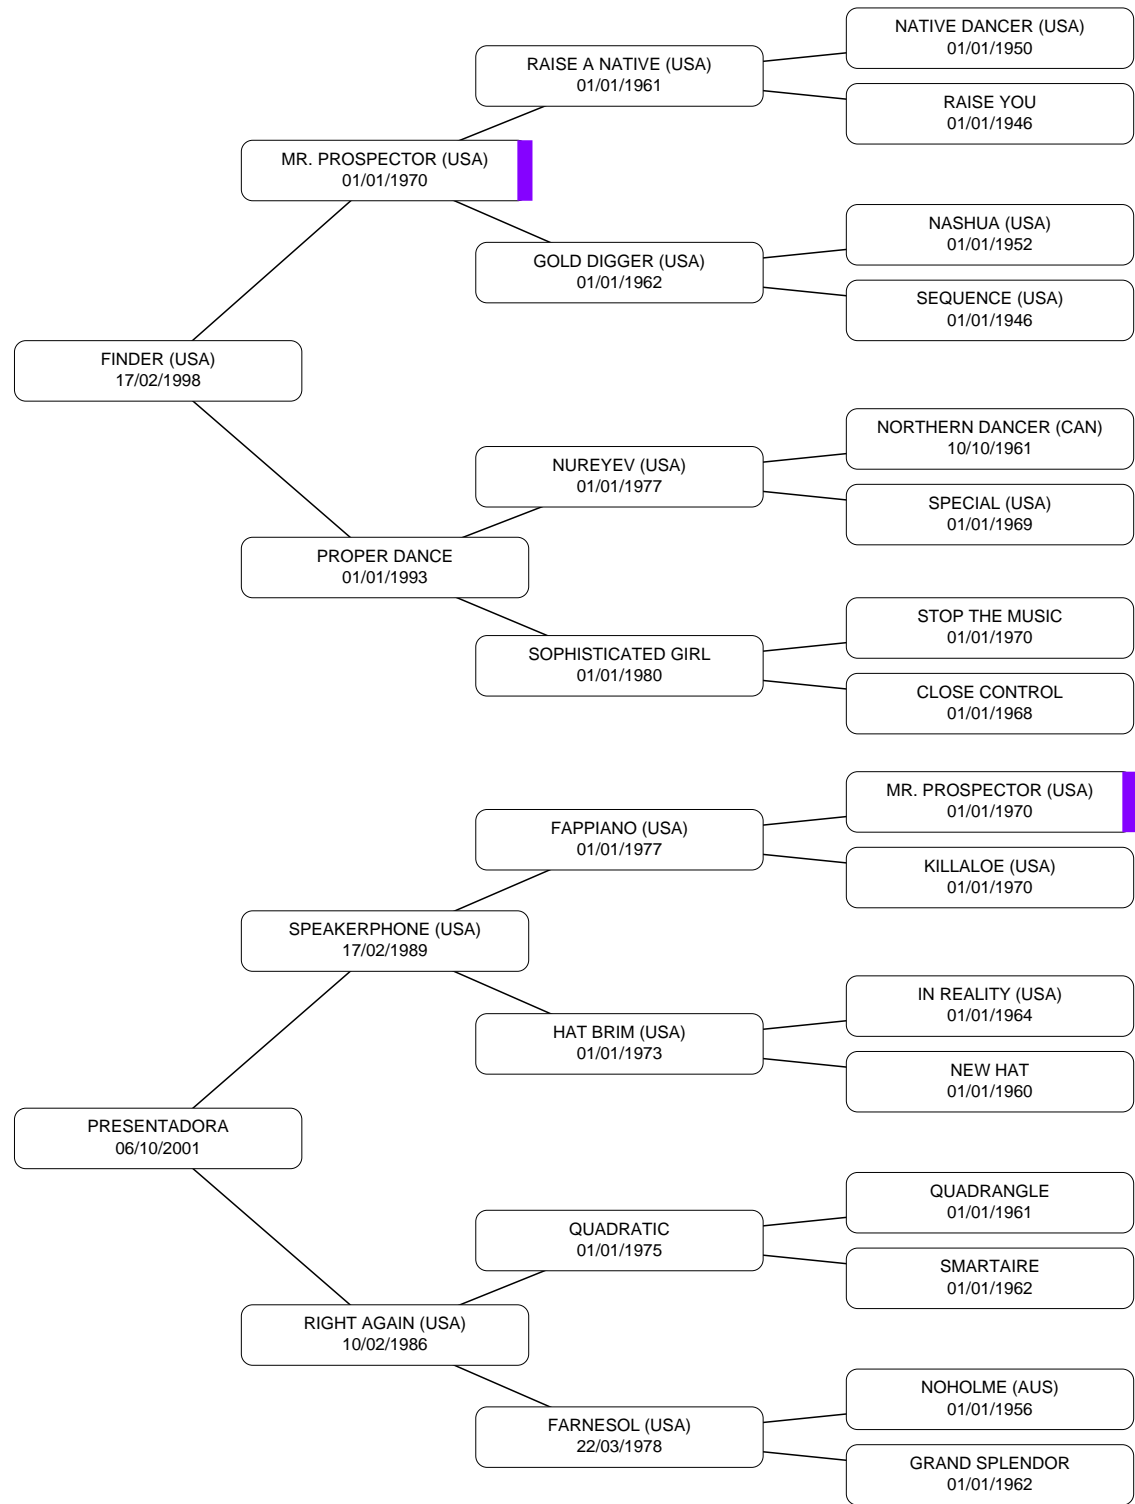 NATIVE DANCER (USA)
01/01/1950
RAISE A NATIVE (USA)
01/01/1961
RAISE YOU
01/01/1946
MR. PROSPECTOR (USA)
01/01/1970
NASHUA (USA)
01/01/1952
GOLD DIGGER (USA)
01/01/1962
SEQUENCE (USA)
01/01/1946
FINDER (USA)
17/02/1998
NORTHERN DANCER (CAN)
10/10/1961
NUREYEV (USA)
01/01/1977
SPECIAL (USA)
01/01/1969
PROPER DANCE
01/01/1993
STOP THE MUSIC
01/01/1970
SOPHISTICATED GIRL
01/01/1980
CLOSE CONTROL
01/01/1968
MR. PROSPECTOR (USA)
01/01/1970
FAPPIANO (USA)
01/01/1977
KILLALOE (USA)
01/01/1970
SPEAKERPHONE (USA)
17/02/1989
IN REALITY (USA)
01/01/1964
HAT BRIM (USA)
01/01/1973
NEW HAT
01/01/1960
PRESENTADORA
06/10/2001
QUADRANGLE
01/01/1961
QUADRATIC
01/01/1975
SMARTAIRE
01/01/1962
RIGHT AGAIN (USA)
10/02/1986
NOHOLME (AUS)
01/01/1956
FARNESOL (USA)
22/03/1978
GRAND SPLENDOR
01/01/1962